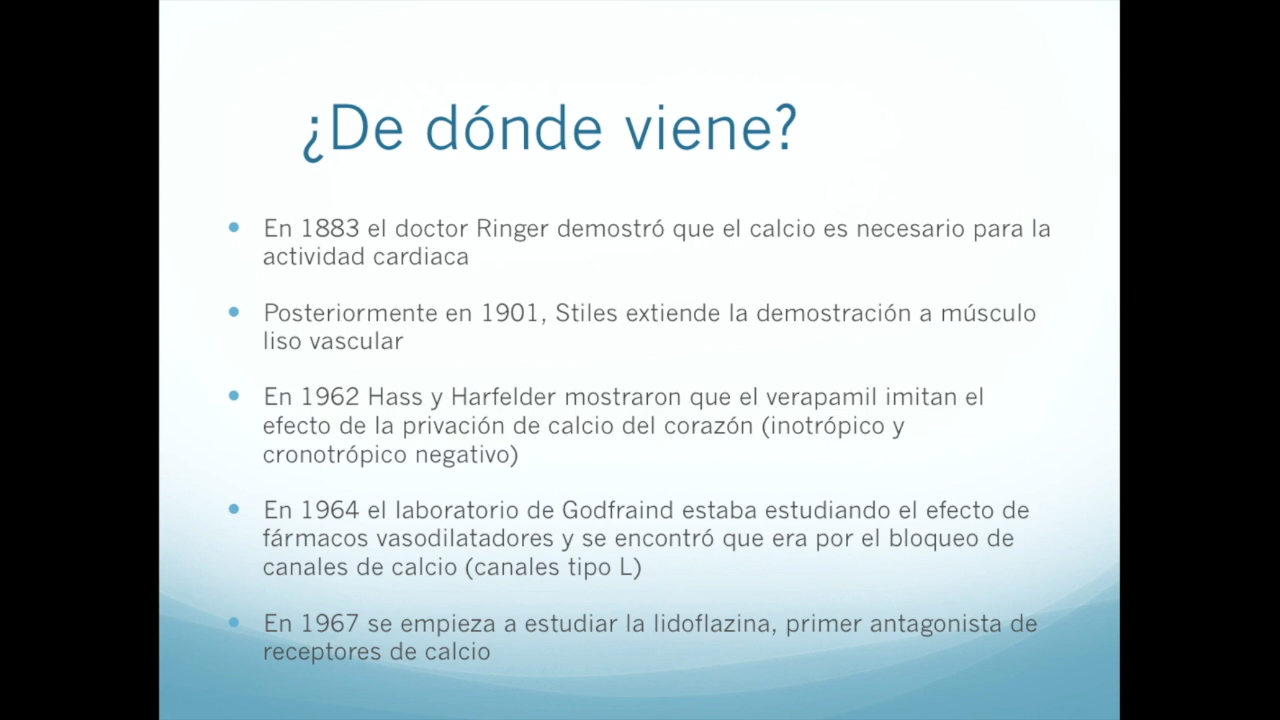 ¿De dónde viene?
En 1883 el doctor Ringer demostró que el calcio es necesario para la
actividad cardiaca
Posteriormente en 1901, Stiles extiende la demostración a músculo
liso vascular
En 1962 Hass y Harfelder mostraron que el verapamil imitan el
efecto de la privación de calcio del corazón (inotrópico y
cronotrópico negativo)
En 1964 el laboratorio de Godfraind estaba estudiando el efecto de
fármacos vasodilatadores y se encontró que era por el bloqueo de
canales de calcio (canales tipo L)
En 1967 se empieza a estudiar la lidoflazina, primer antagonista de
receptores de calcio